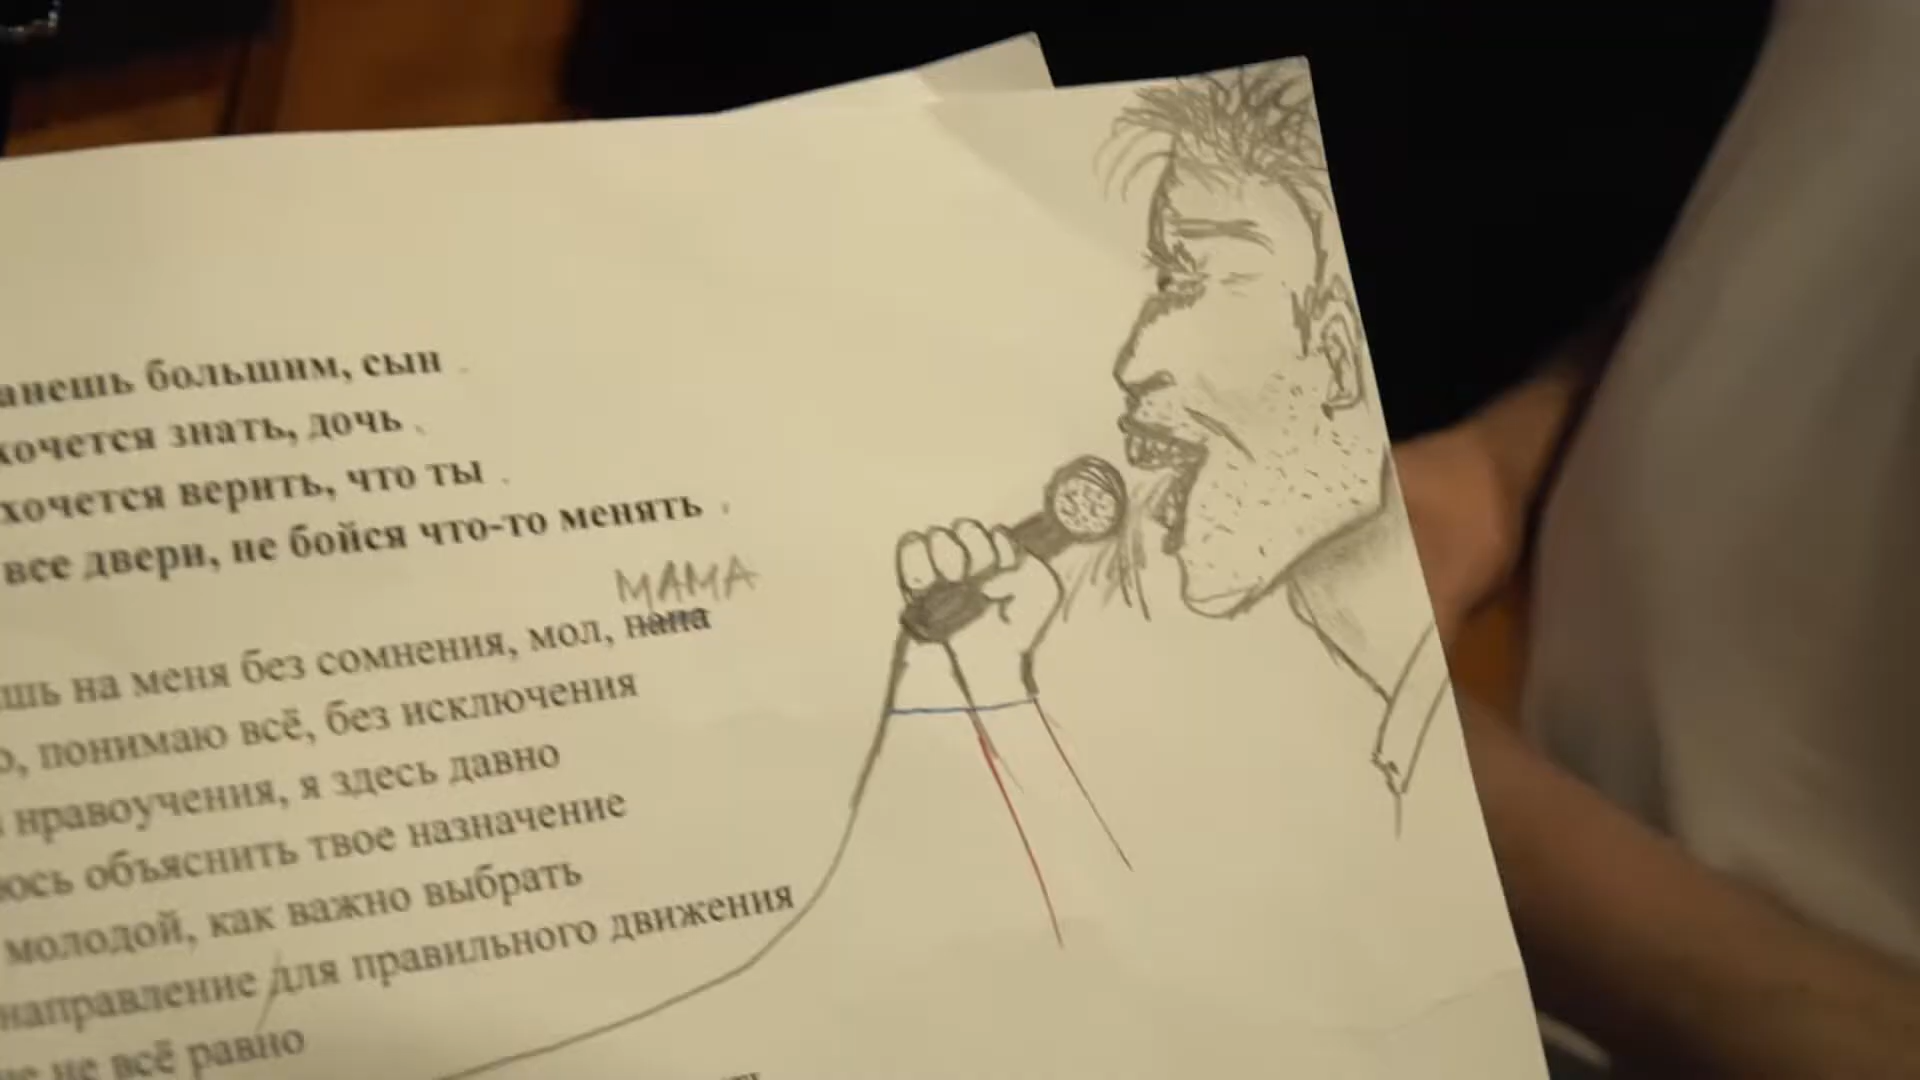 анешь большим, сын
хочется знать, дочь
хочется верить, что ты
все двери, не бойся что-то менять
МАМА
ишь на меня без сомнения, мол, папа
о, понимаю всё, без исключения
нравоучения, я здесь давно
юсь объяснить твое назначение
молодой, как важно выбрать
направление для правильного движения
не всё равно